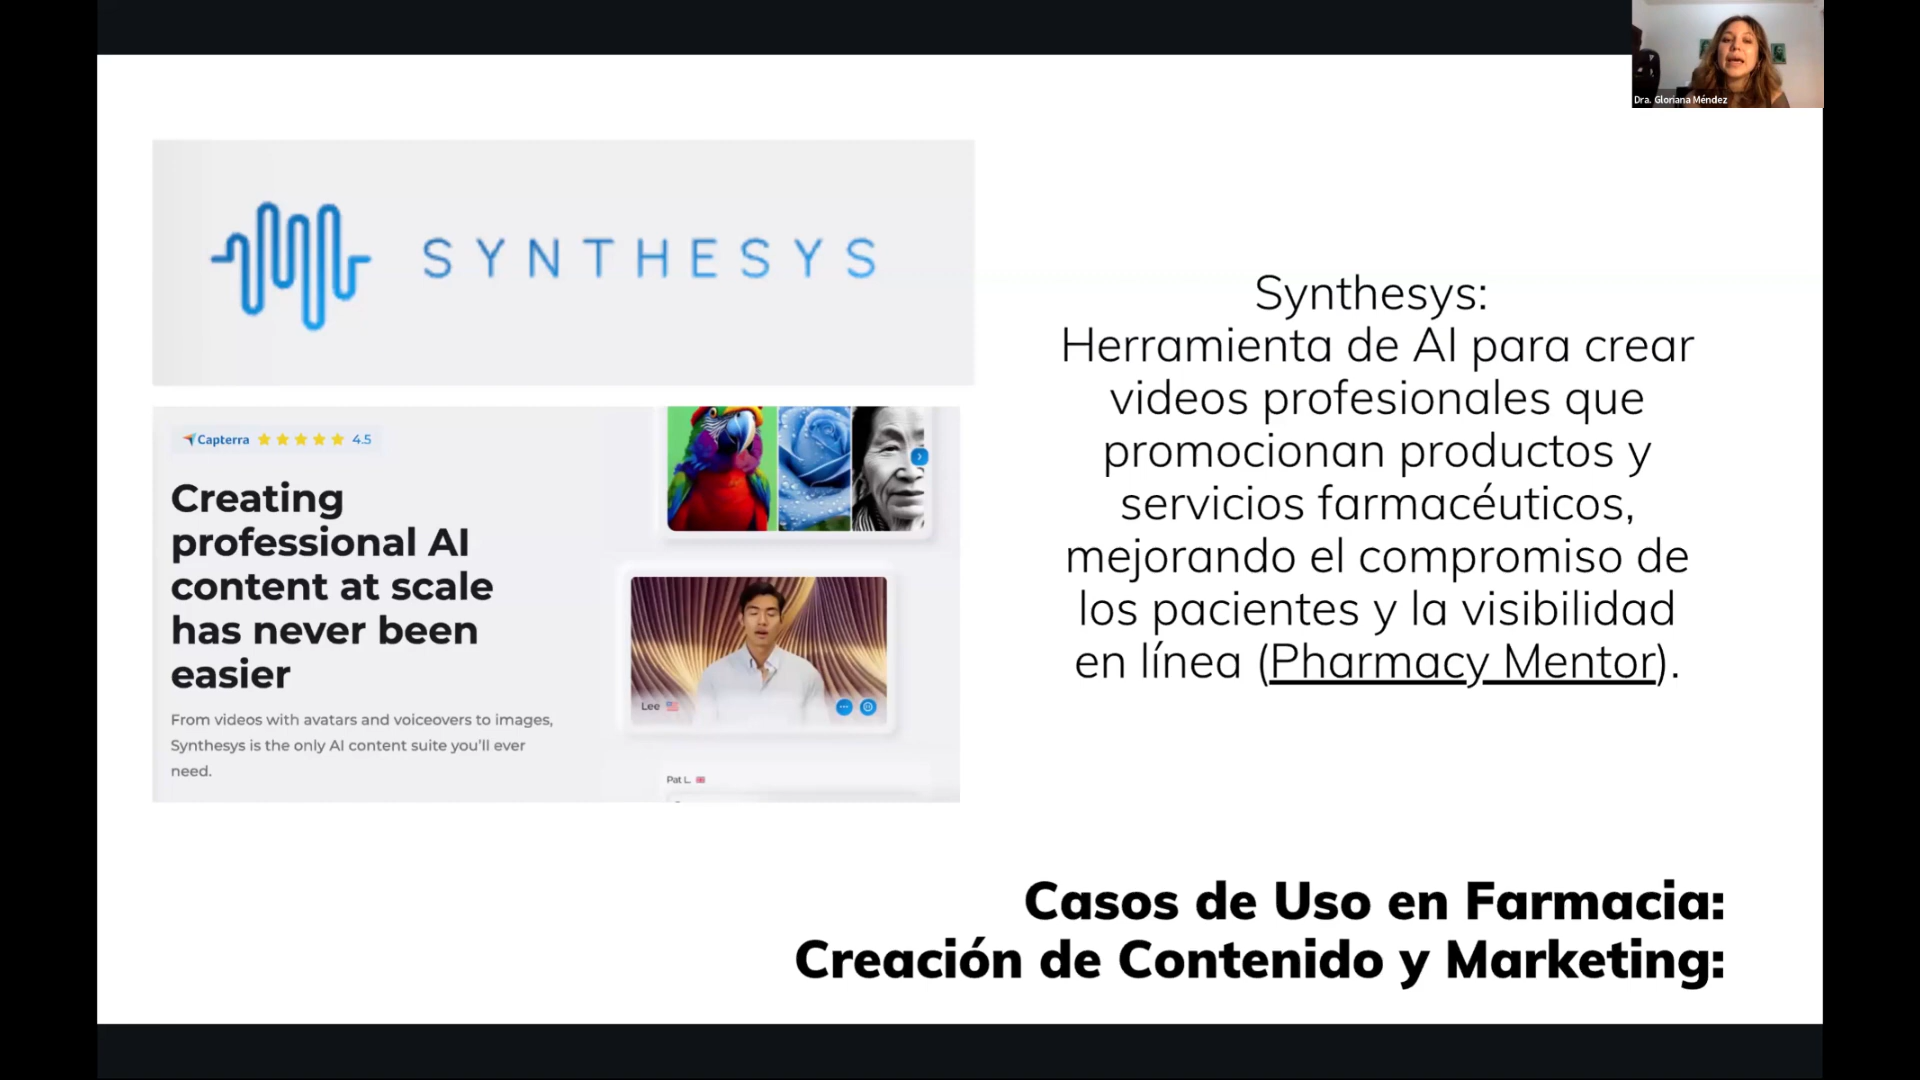 Dra. Gloriana Méndez
SYNTHESYS
Capterra 4.5
Creating
professional AI
content at scale
has never been
easier
From videos with avatars and voiceovers to images,
Synthesys is the only AI content suite you'll ever
need.
Lee
Pat L.
Synthesys:
Herramienta de AI para crear
videos profesionales que
promocionan productos y
servicios farmacéuticos,
mejorando el compromiso de
los pacientes y la visibilidad
en línea (Pharmacy Mentor).
Casos de Uso en Farmacia:
Creación de Contenido y Marketing: